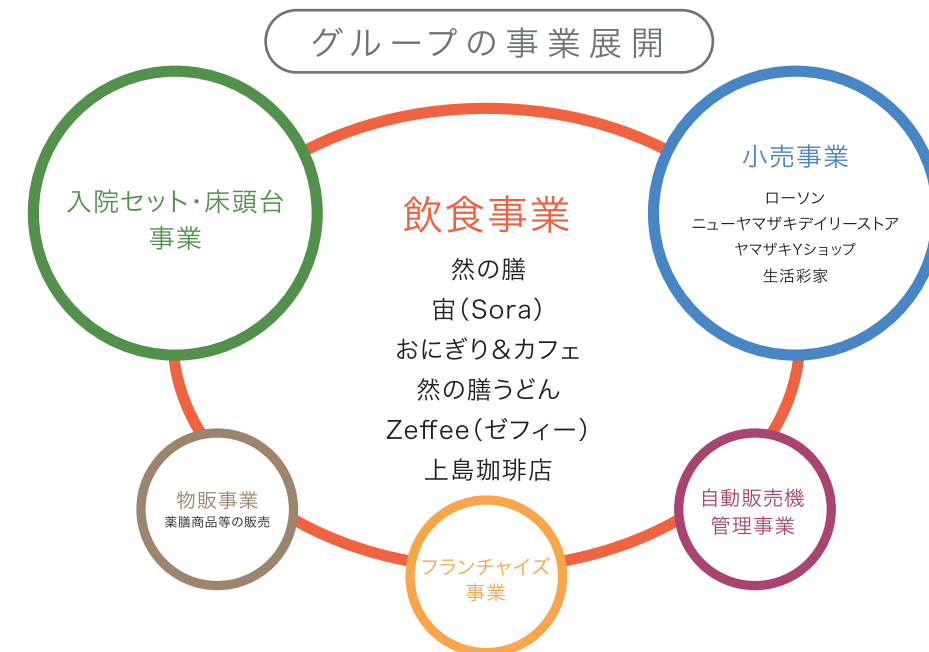 グループの事業展開
入院セット・床頭台
事業
飲食事業
然の膳
宙(Sora)
おにぎり&カフェ
然の膳うどん
Zeffee(ゼフィー)
上島珈琲店
小売事業
ローソン
ニューヤマザキデイリーストア
ヤマザキYショップ
生活彩家
物販事業
薬膳商品等の販売
フランチャイズ
事業
自動販売機
管理事業